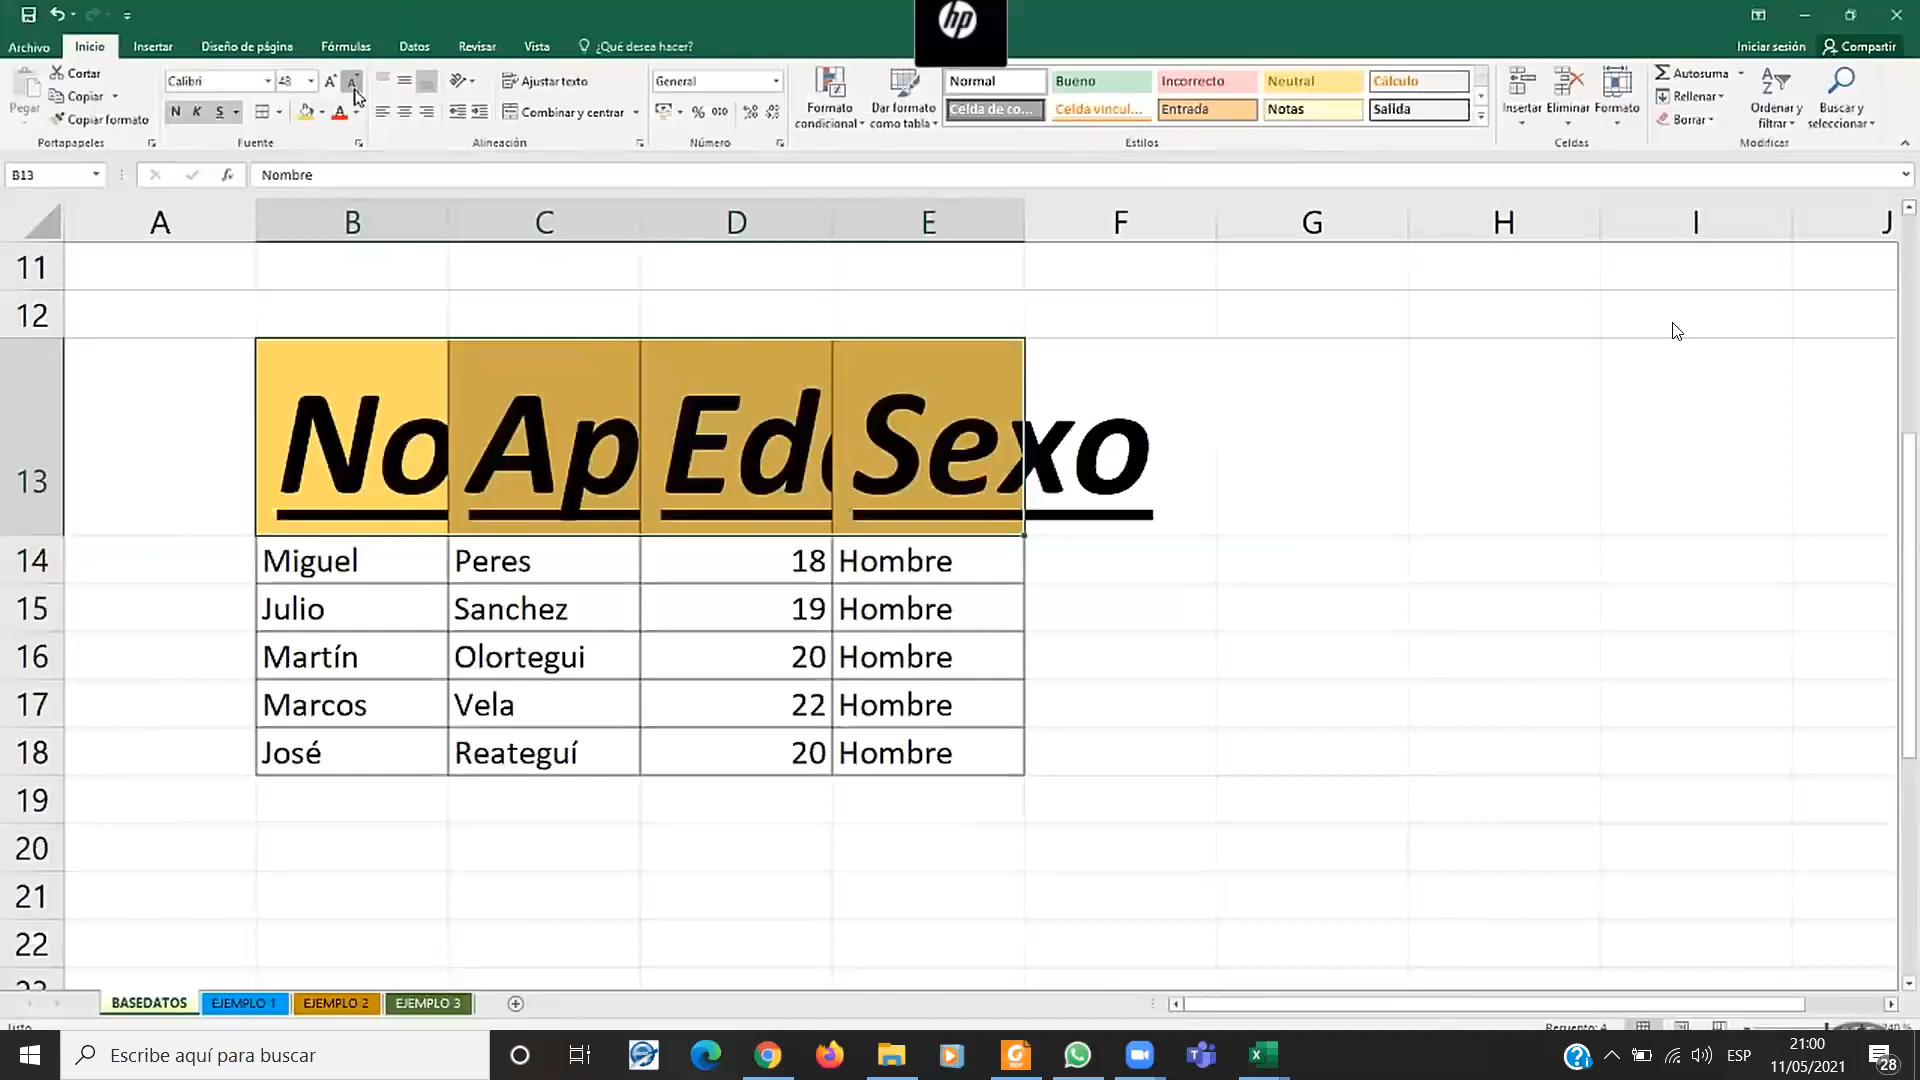 hp
Archivo Inicio Insertar Diseño de página Fórmulas Datos Revisar Vista ¿Qué desea hacer? Iniciar sesión Compartir
Pegar Cortar Copiar Copiar formato Portapapeles
Calibri 48 N K S Fuente
Ajustar texto Combinar y centrar Alineación
General % 000 Número
Formato condicional Dar formato como tabla
Normal Bueno Incorrecto Neutral Cálculo
Celda de co... Celda vincul... Entrada Notas Salida
Estilos
Insertar Eliminar Formato Celdas
Autosuma Rellenar Borrar Ordenar y filtrar Buscar y seleccionar Modificar
B13 fx Nombre
A B C D E F G H I J
11
12
13 No Ap Ed Sexo
14 Miguel Peres 18 Hombre
15 Julio Sanchez 19 Hombre
16 Martín Olortegui 20 Hombre
17 Marcos Vela 22 Hombre
18 José Reateguí 20 Hombre
19
20
21
22
BASEDATOS EJEMPLO 1 EJEMPLO 2 EJEMPLO 3
Listo Recuento: 4
Escribe aquí para buscar ESP 21:00
11/05/2021 28